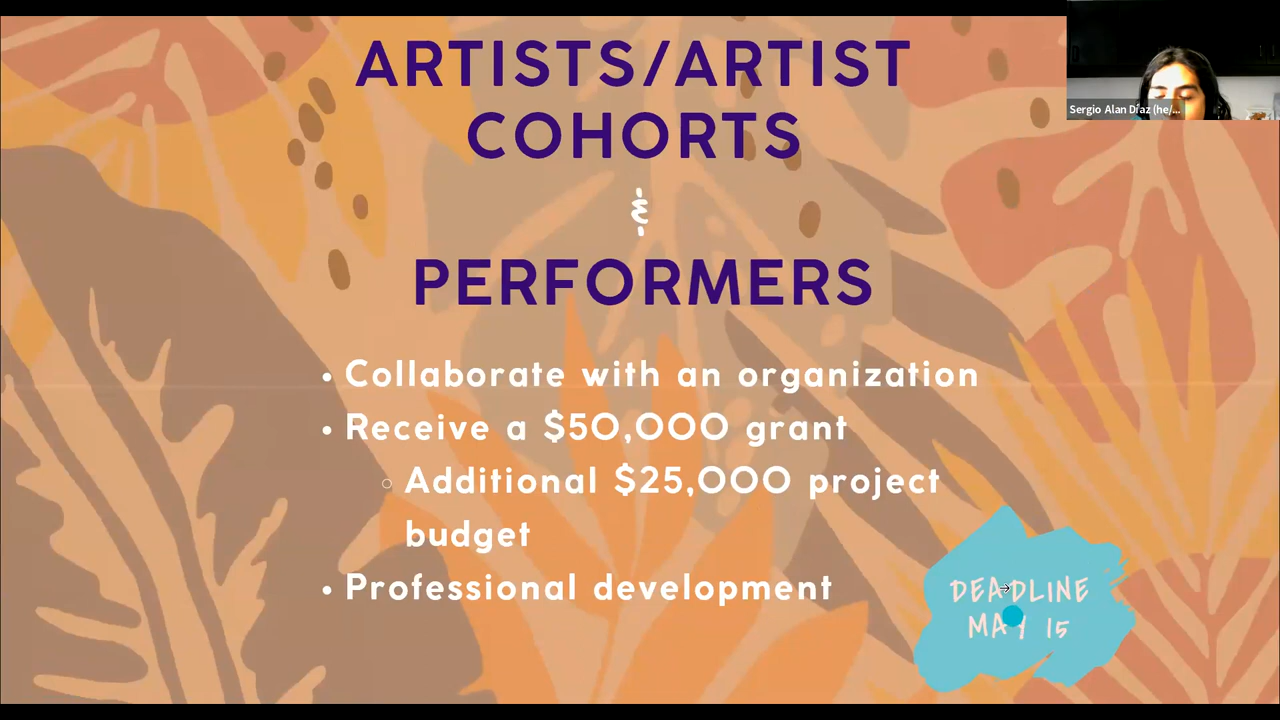 ARTISTS/ARTIST
COHORTS
&
PERFORMERS
• Collaborate with an organization
• Receive a $50,000 grant
○ Additional $25,000 project
budget
• Professional development
DEADLINE
MAY 15
Sergio Alan Díaz (he/...